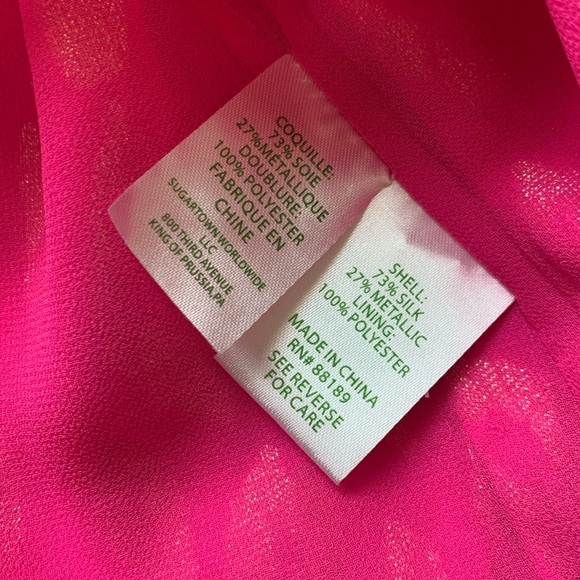 COQUILLE:
73% SOIE
27%MÉTALLIQUE
DOUBLURE:
100% POLYESTER
FABRIQUE EN
CHINE
SUGARTOWN WORLDWIDE
LLC
800 THIRD AVENUE
KING OF PRUSSIA,PA
SHELL:
73% SILK
27% METALLIC
LINING:
100% POLYESTER
MADE IN CHINA
RN#88189
SEE REVERSE
FOR CARE